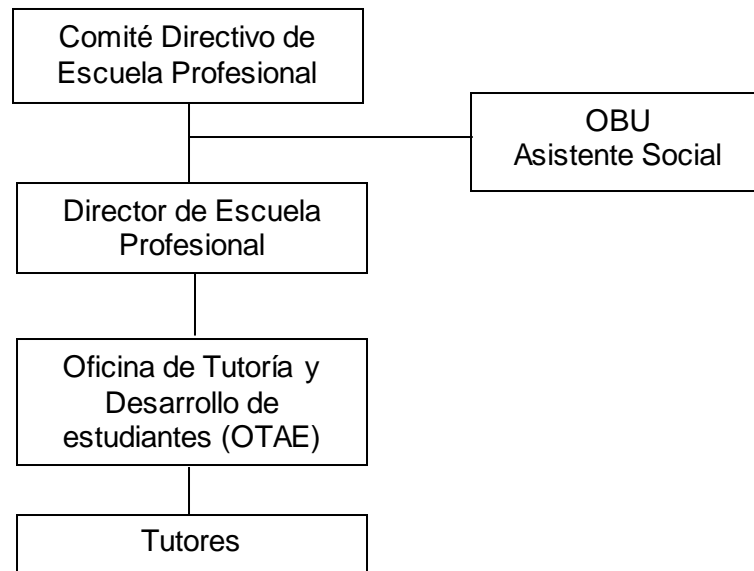 Comité Directivo de
Escuela Profesional
OBU
Asistente Social
Director de Escuela
Profesional
Oficina de Tutoría y
Desarrollo de
estudiantes (OTAE)
Tutores